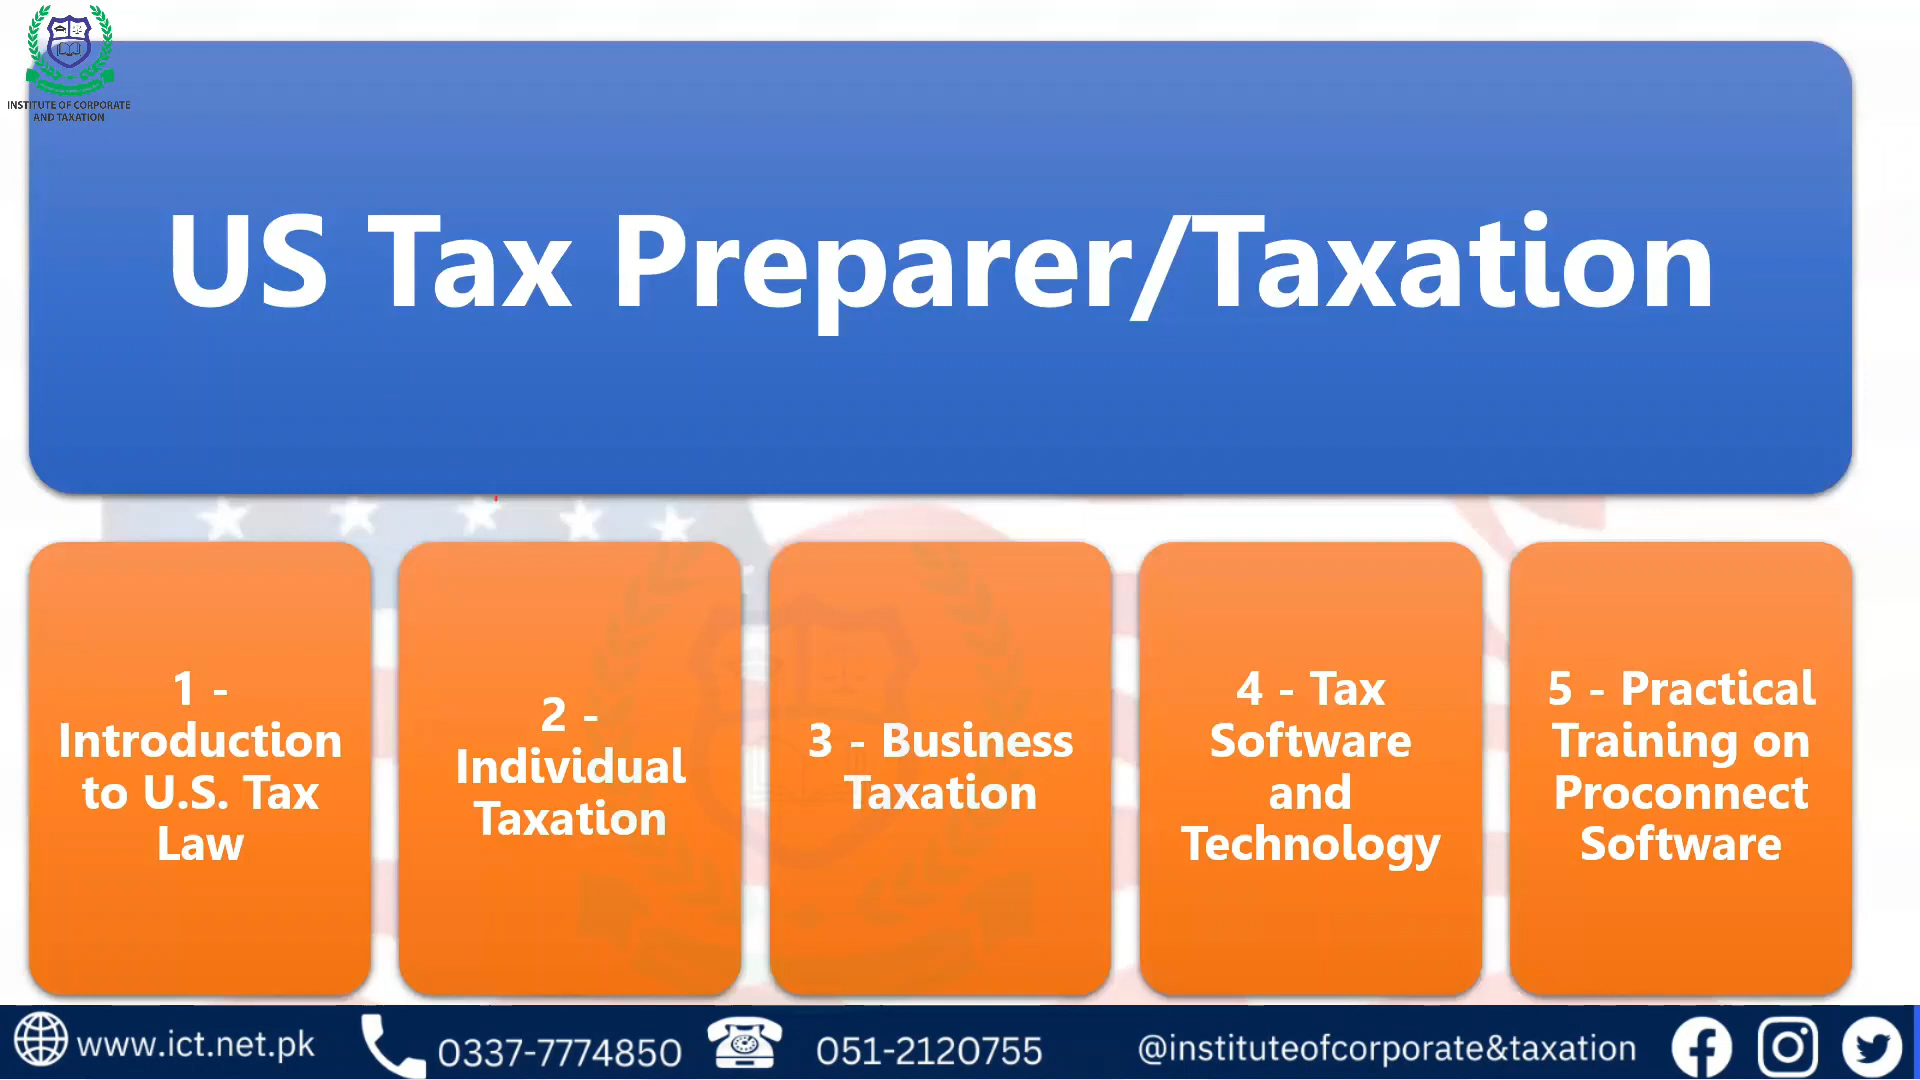 INSTITUTE OF CORPORATE
AND TAXATION
US Tax Preparer/Taxation
1 -
Introduction
to U.S. Tax
Law
2 -
Individual
Taxation
3 - Business
Taxation
4 - Tax
Software
and
Technology
5 - Practical
Training on
Proconnect
Software
www.ict.net.pk
0337-7774850
051-2120755
@instituteofcorporate&taxation